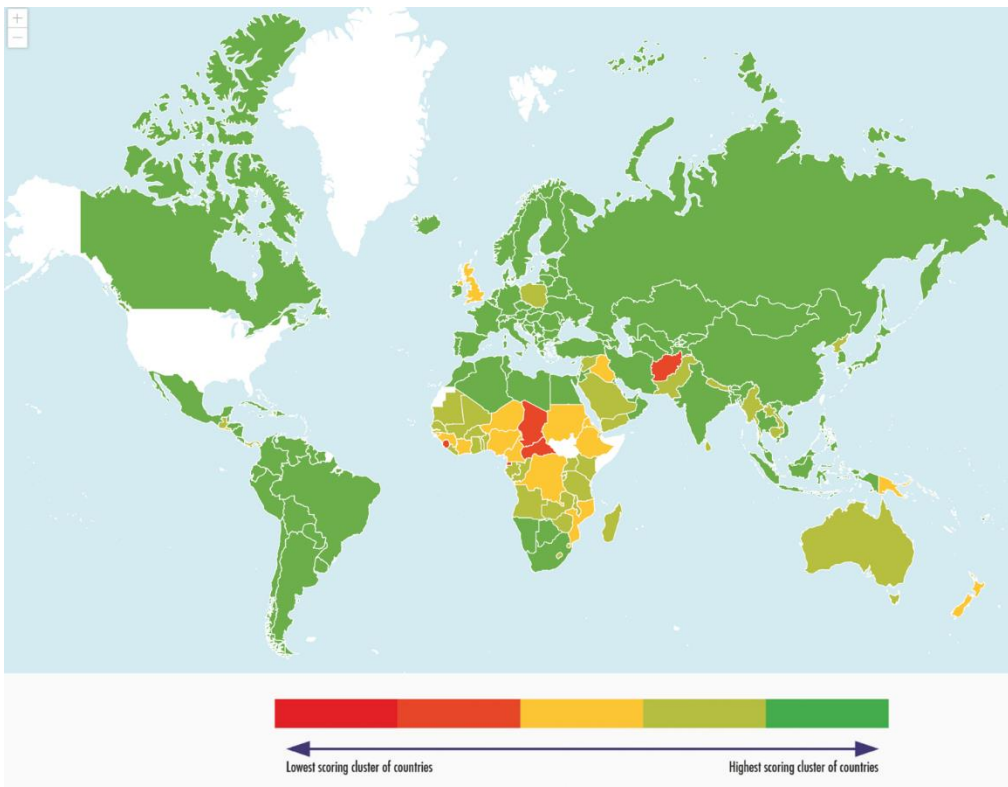 +
−
Lowest scoring cluster of countries
Highest scoring cluster of countries